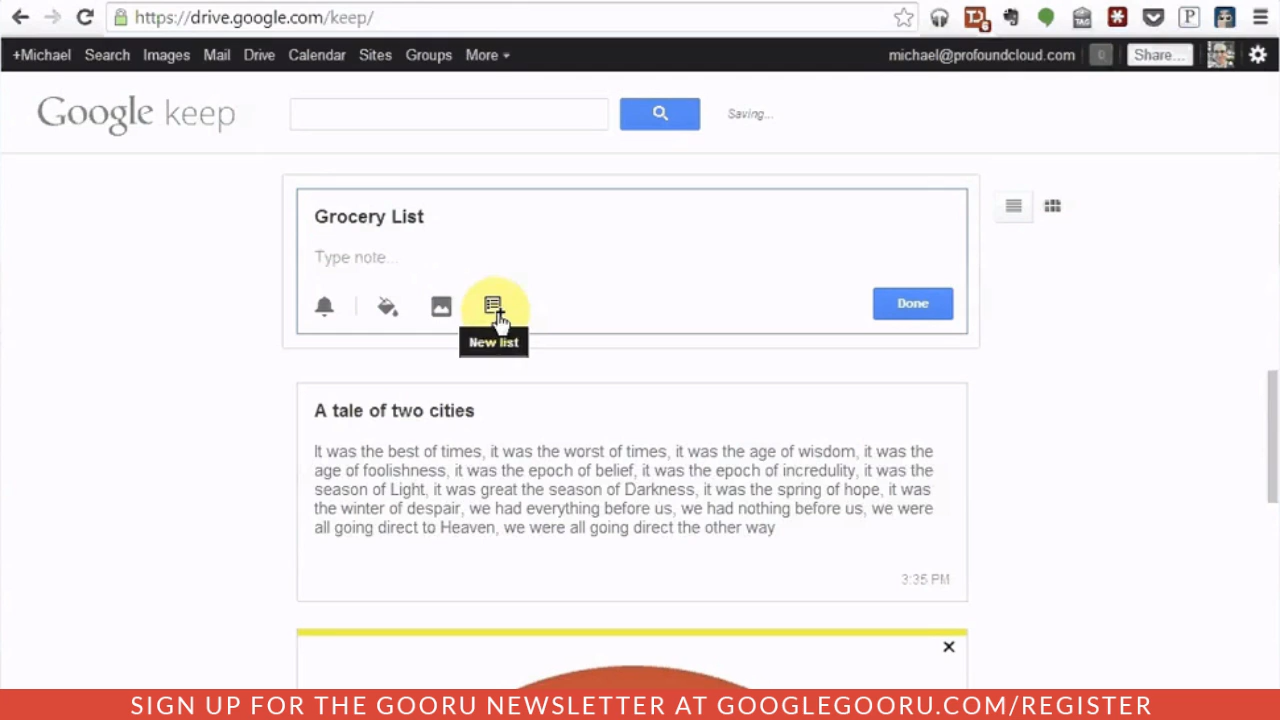 https://drive.google.com/keep/
+Michael Search Images Mail Drive Calendar Sites Groups More
michael@profoundcloud.com 0 Share...
Google keep
Saving...
Grocery List
Type note...
Done
New list
A tale of two cities
It was the best of times, it was the worst of times, it was the age of wisdom, it was the
age of foolishness, it was the epoch of belief, it was the epoch of incredulity, it was the
season of Light, it was great the season of Darkness, it was the spring of hope, it was
the winter of despair, we had everything before us, we had nothing before us, we were
all going direct to Heaven, we were all going direct the other way
3:35 PM
SIGN UP FOR THE GOORU NEWSLETTER AT GOOGLEGOORU.COM/REGISTER